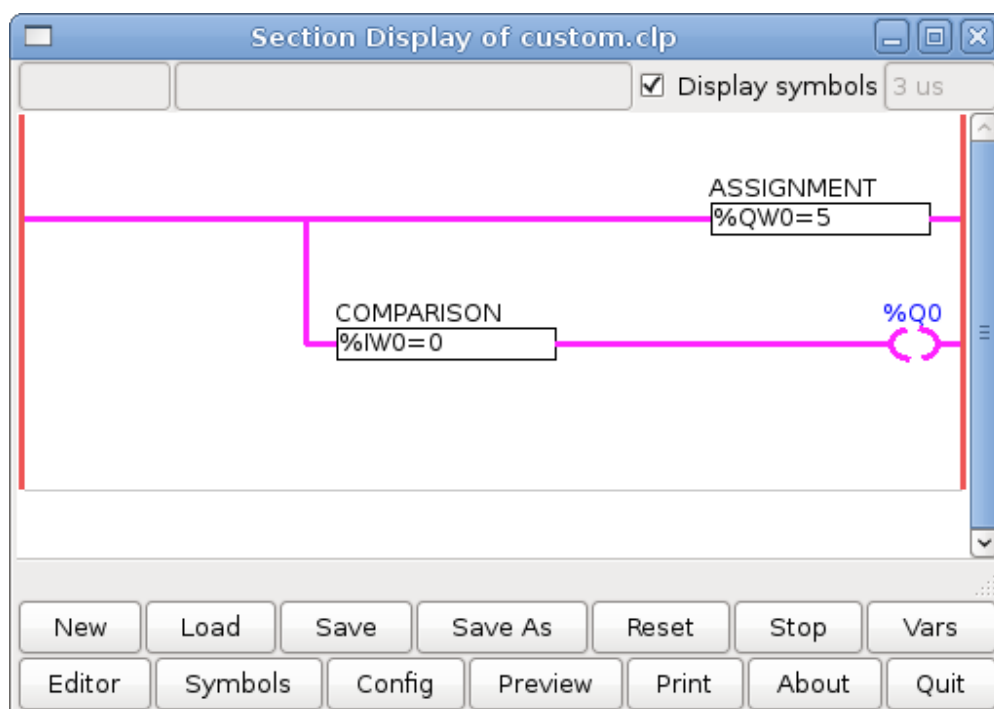 Section Display of custom.clp
Display symbols 3 us
ASSIGNMENT
%QW0=5
COMPARISON %Q0
%IW0=0
New Load Save Save As Reset Stop Vars
Editor Symbols Config Preview Print About Quit